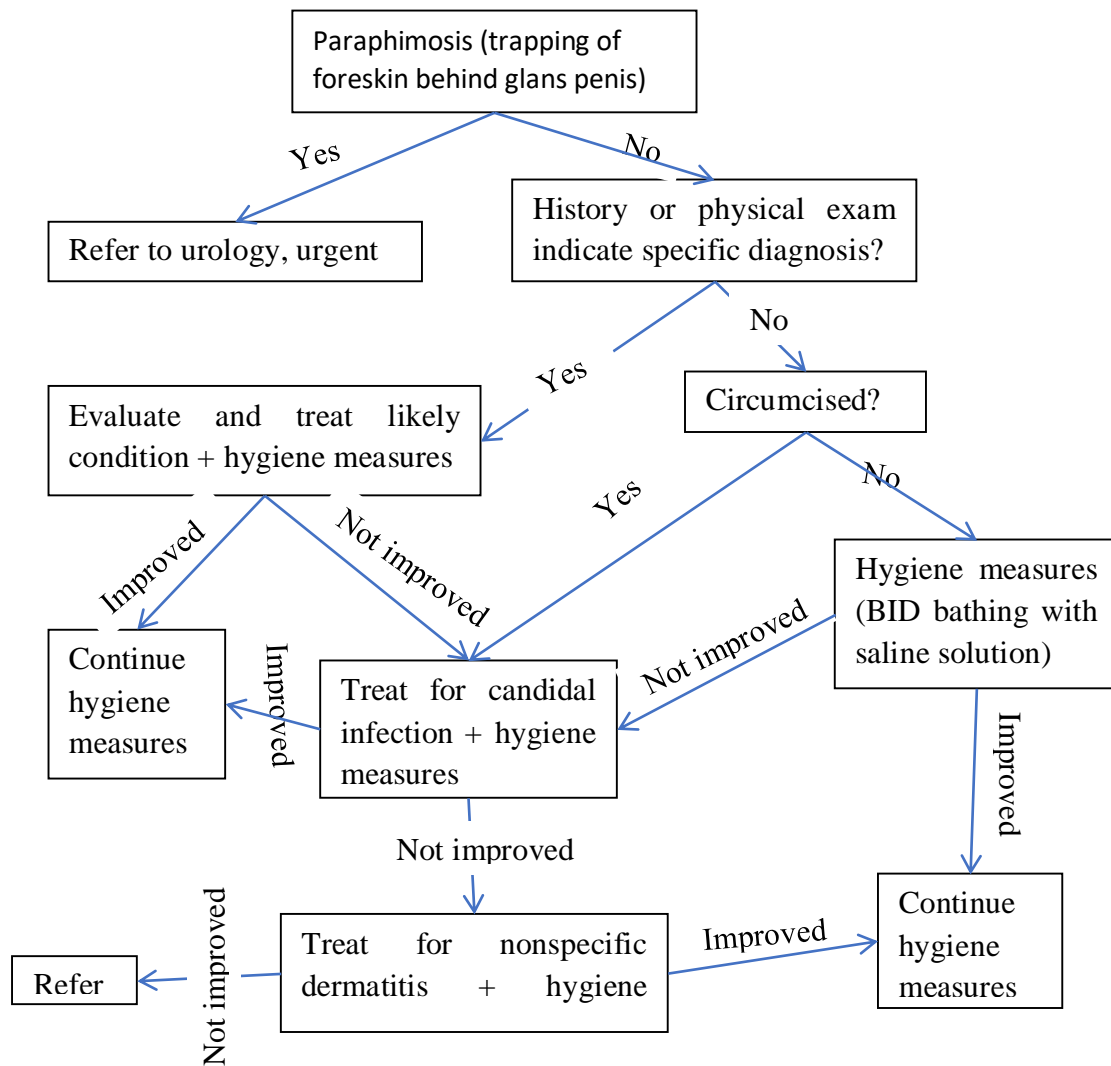 Paraphimosis (trapping of
foreskin behind glans penis)
Yes
No
Refer to urology, urgent
History or physical exam
indicate specific diagnosis?
No
Yes
Evaluate and treat likely
condition + hygiene measures
Circumcised?
Yes
No
Improved
Not improved
Hygiene measures
(BID bathing with
saline solution)
Continue
hygiene
measures
Improved
Treat for candidal
infection + hygiene
measures
Not improved
Improved
Not improved
Not improved
Refer
Treat for nonspecific
dermatitis + hygiene
Improved
Continue
hygiene
measures